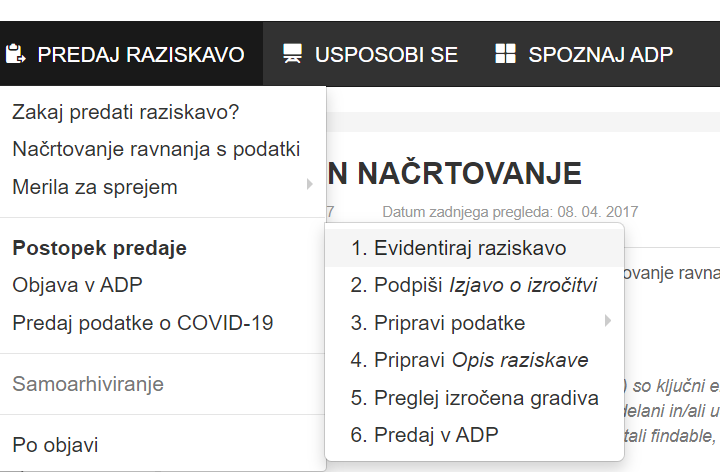 PREDAJ RAZISKAVO USPOSOBI SE SPOZNAJ ADP
Zakaj predati raziskavo?
Načrtovanje ravnanja s podatki
Merila za sprejem
Postopek predaje
Objava v ADP
Predaj podatke o COVID-19
Samoarhiviranje
Po objavi
N NAČRTOVANJE
7 Datum zadnjega pregleda: 08. 04. 2017
1. Evidentiraj raziskavo
2. Podpiši Izjavo o izročitvi
3. Pripravi podatke
4. Pripravi Opis raziskave
5. Preglej izročena gradiva
6. Predaj v ADP
ovanje ravna
) so ključni e
delani in/ali u
tali findable,